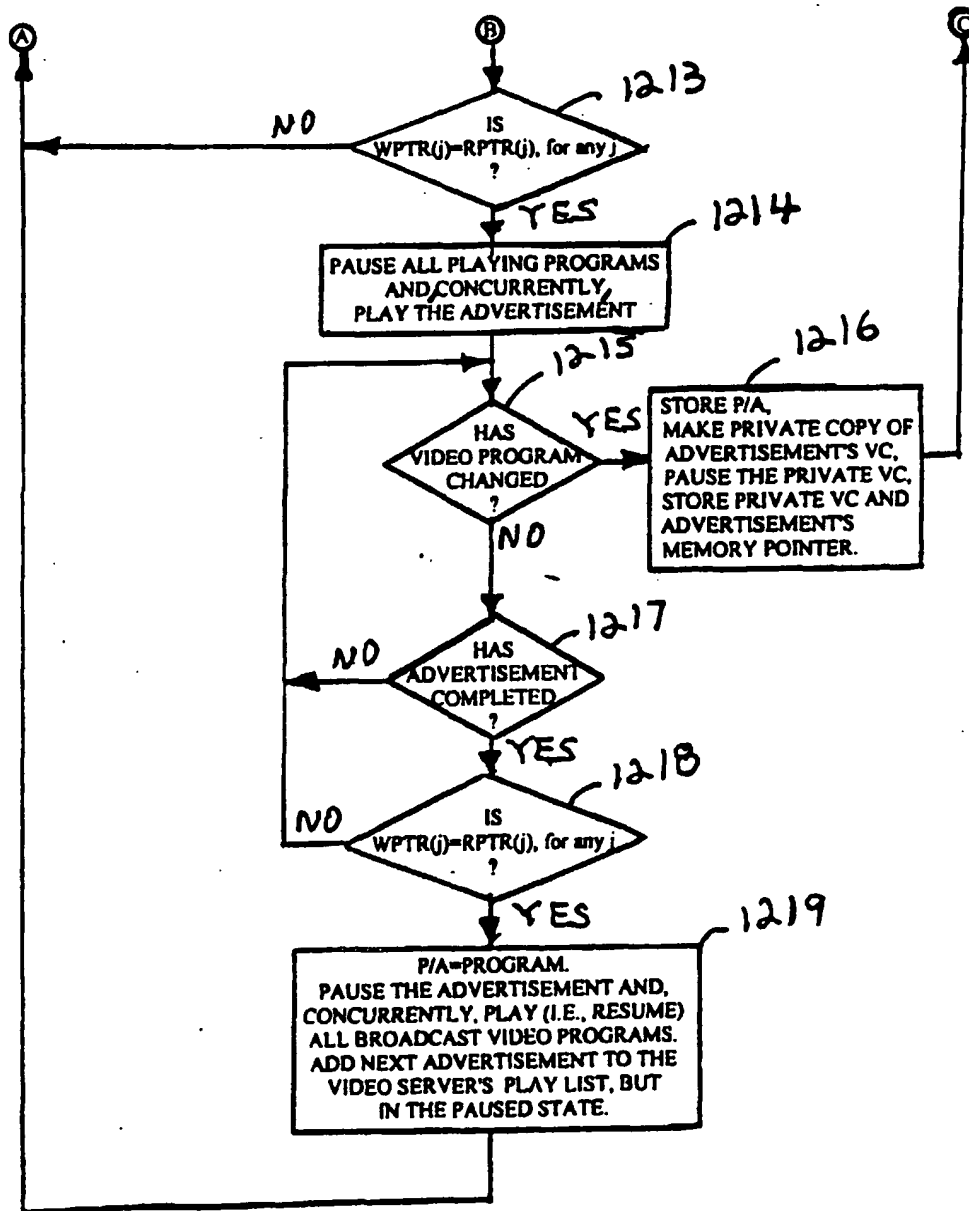 A
B
C
1213
NO
IS
WPTR(j)=RPTR(j), for any j
?
YES
1214
PAUSE ALL PLAYING PROGRAMS
AND, CONCURRENTLY,
PLAY THE ADVERTISEMENT
1215
HAS
VIDEO PROGRAM
CHANGED
?
YES
1216
STORE P/A,
MAKE PRIVATE COPY OF
ADVERTISEMENT'S VC,
PAUSE THE PRIVATE VC,
STORE PRIVATE VC AND
ADVERTISEMENT'S
MEMORY POINTER.
NO
1217
HAS
ADVERTISEMENT
COMPLETED
?
NO
YES
1218
IS
WPTR(j)=RPTR(j), for any j
?
NO
YES
1219
P/A=PROGRAM.
PAUSE THE ADVERTISEMENT AND,
CONCURRENTLY, PLAY (I.E., RESUME)
ALL BROADCAST VIDEO PROGRAMS.
ADD NEXT ADVERTISEMENT TO THE
VIDEO SERVER'S PLAY LIST, BUT
IN THE PAUSED STATE.